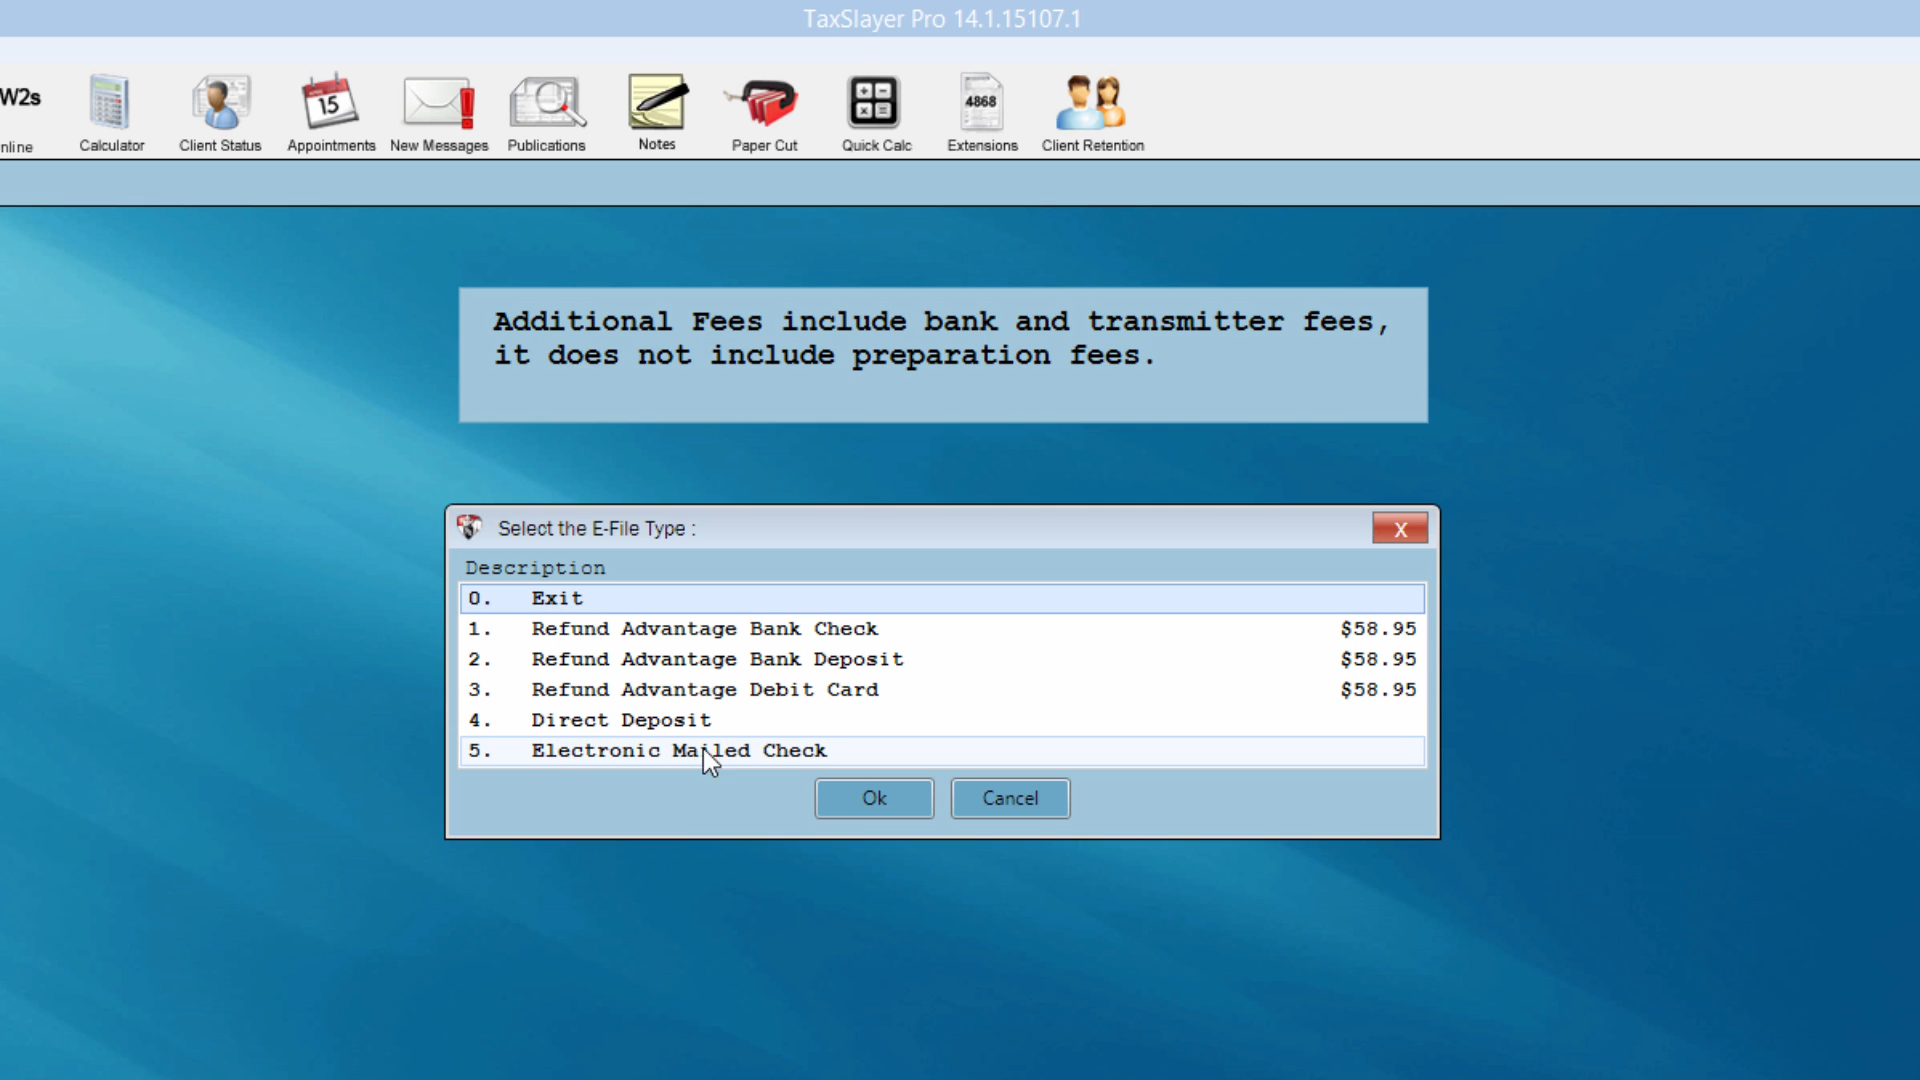 TaxSlayer Pro 14.1.15107.1
W2s
nline
Calculator
Client Status
15
Appointments
New Messages
Publications
Notes
Paper Cut
Quick Calc
4868
Extensions
Client Retention
Additional Fees include bank and transmitter fees,
it does not include preparation fees.
Select the E-File Type :
X
Description
0. Exit
1. Refund Advantage Bank Check $58.95
2. Refund Advantage Bank Deposit $58.95
3. Refund Advantage Debit Card $58.95
4. Direct Deposit
5. Electronic Mailed Check
Ok Cancel